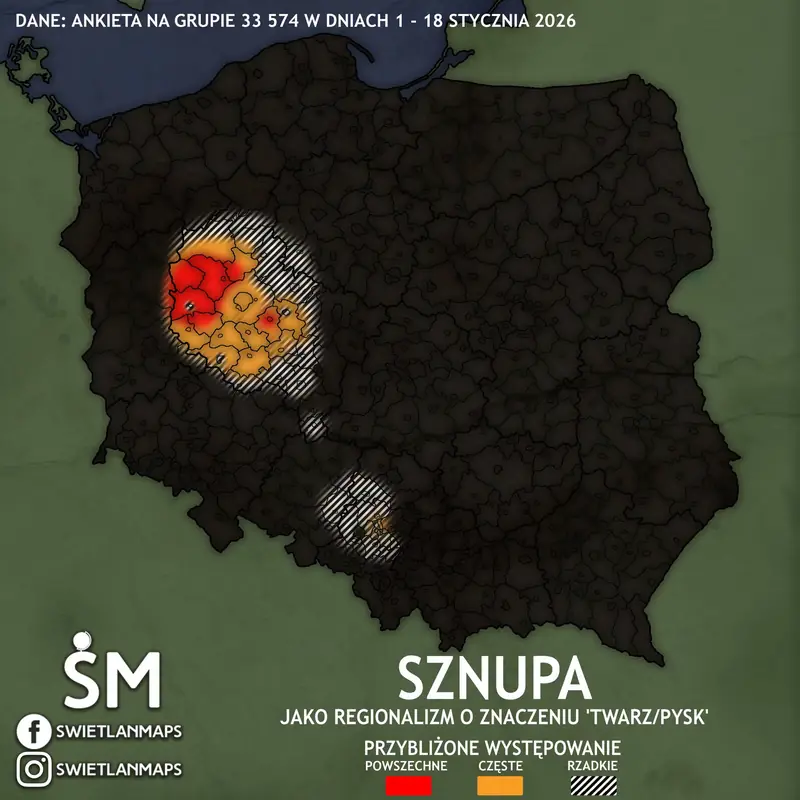 DANE: ANKIETA NA GRUPIE 33 574 W DNIACH 1 - 18 STYCZNIA 2026
ŚM
SWIETLANMAPS
SWIETLANMAPS
SZNUPA
JAKO REGIONALIZM O ZNACZENIU 'TWARZ/PYSK'
PRZYBLIŻONE WYSTĘPOWANIE
POWSZECHNE CZĘSTE RZADKIE